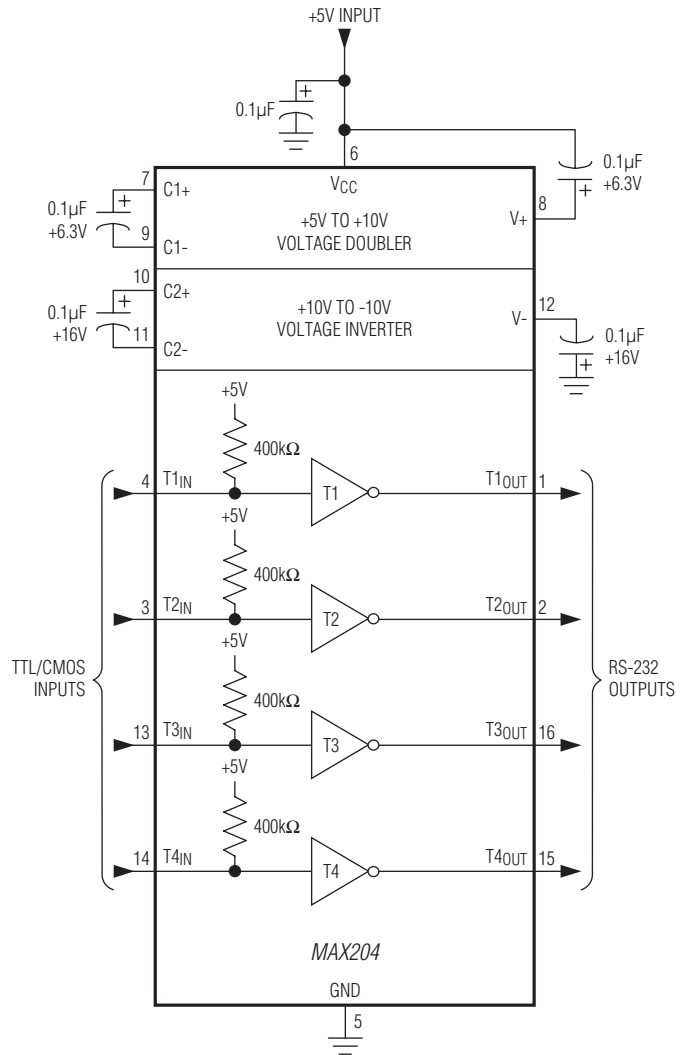 +5V INPUT
0.1µF
+
6
7
C1+
VCC
0.1µF
+6.3V
+
0.1µF
+6.3V
+
+5V TO +10V
VOLTAGE DOUBLER
8
V+
9
C1-
10
C2+
0.1µF
+16V
+
+10V TO -10V
VOLTAGE INVERTER
12
V-
11
C2-
0.1µF
+16V
+
+5V
400kΩ
4
T1IN
T1
T1OUT
1
+5V
400kΩ
3
T2IN
T2
T2OUT
2
TTL/CMOS
INPUTS
RS-232
OUTPUTS
+5V
400kΩ
13
T3IN
T3
T3OUT
16
+5V
400kΩ
14
T4IN
T4
T4OUT
15
MAX204
GND
5